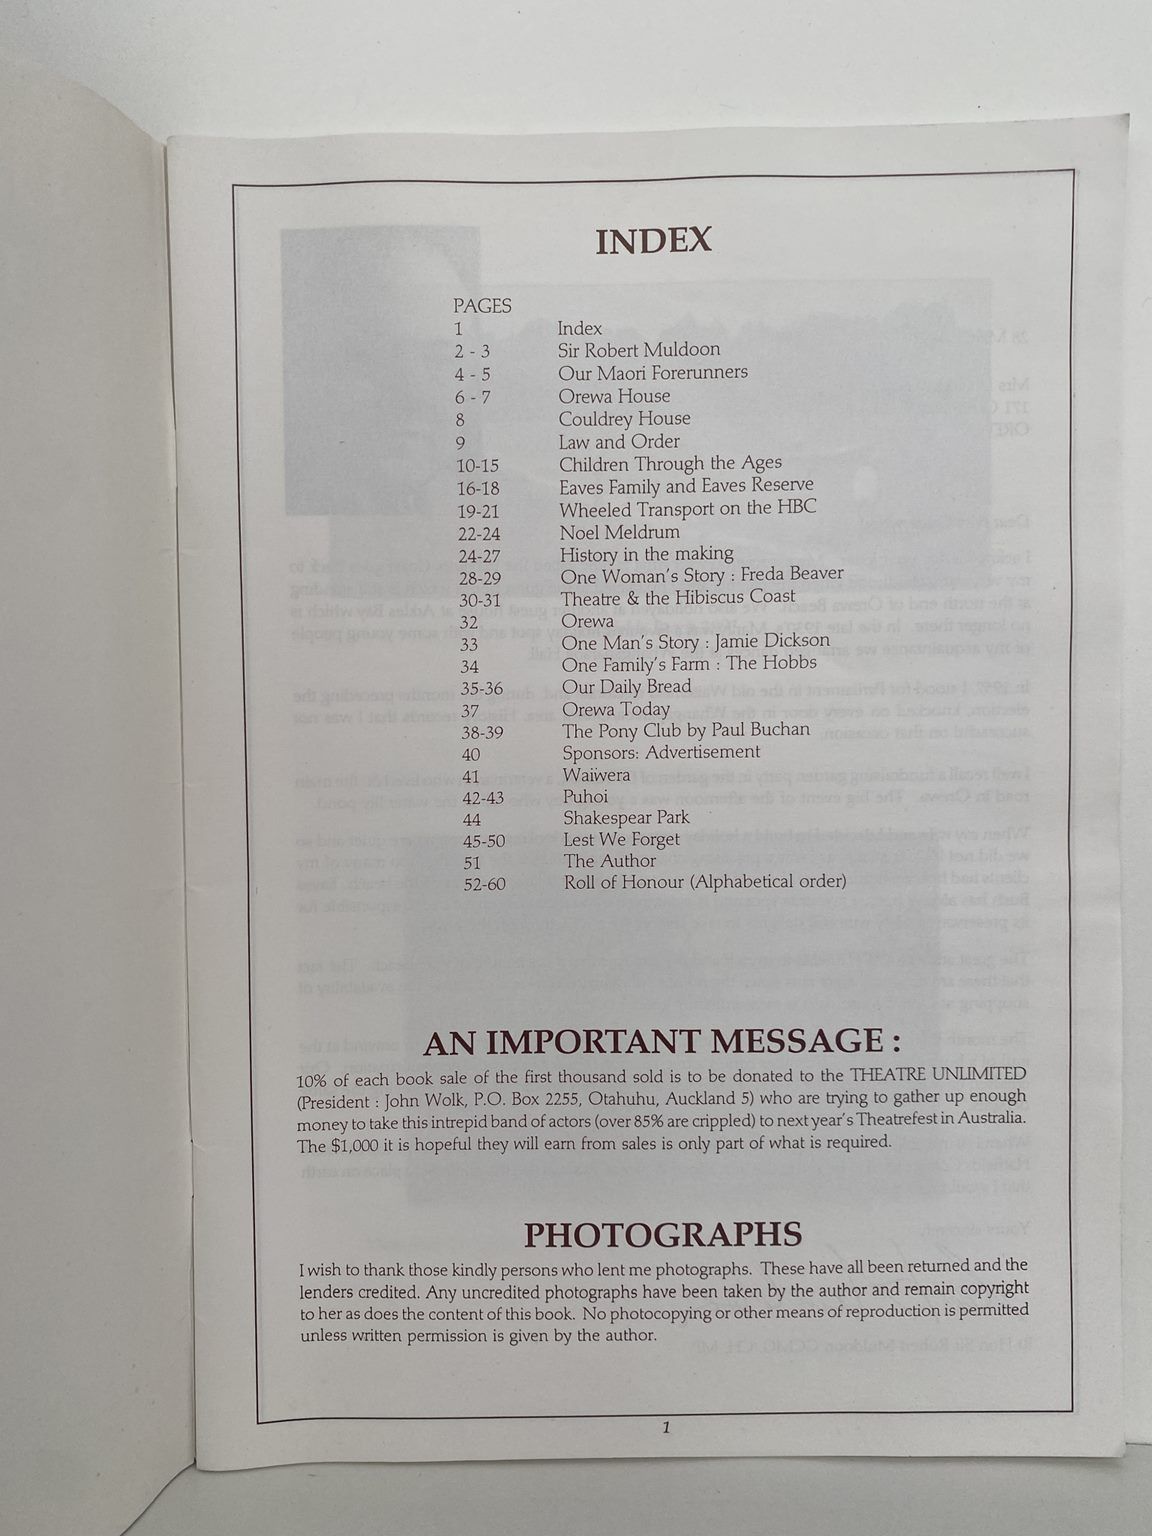 INDEX
PAGES
1 Index
2 - 3 Sir Robert Muldoon
4 - 5 Our Maori Forerunners
6 - 7 Orewa House
8 Couldrey House
9 Law and Order
10-15 Children Through the Ages
16-18 Eaves Family and Eaves Reserve
19-21 Wheeled Transport on the HBC
22-24 Noel Meldrum
24-27 History in the making
28-29 One Woman's Story : Freda Beaver
30-31 Theatre & the Hibiscus Coast
32 Orewa
33 One Man's Story : Jamie Dickson
34 One Family's Farm : The Hobbs
35-36 Our Daily Bread
37 Orewa Today
38-39 The Pony Club by Paul Buchan
40 Sponsors: Advertisement
41 Waiwera
42-43 Puhoi
44 Shakespear Park
45-50 Lest We Forget
51 The Author
52-60 Roll of Honour (Alphabetical order)
AN IMPORTANT MESSAGE :
10% of each book sale of the first thousand sold is to be donated to the THEATRE UNLIMITED
(President : John Wolk, P.O. Box 2255, Otahuhu, Auckland 5) who are trying to gather up enough
money to take this intrepid band of actors (over 85% are crippled) to next year's Theatrefest in Australia.
The $1,000 it is hopeful they will earn from sales is only part of what is required.
PHOTOGRAPHS
I wish to thank those kindly persons who lent me photographs. These have all been returned and the
lenders credited. Any uncredited photographs have been taken by the author and remain copyright
to her as does the content of this book. No photocopying or other means of reproduction is permitted
unless written permission is given by the author.
1